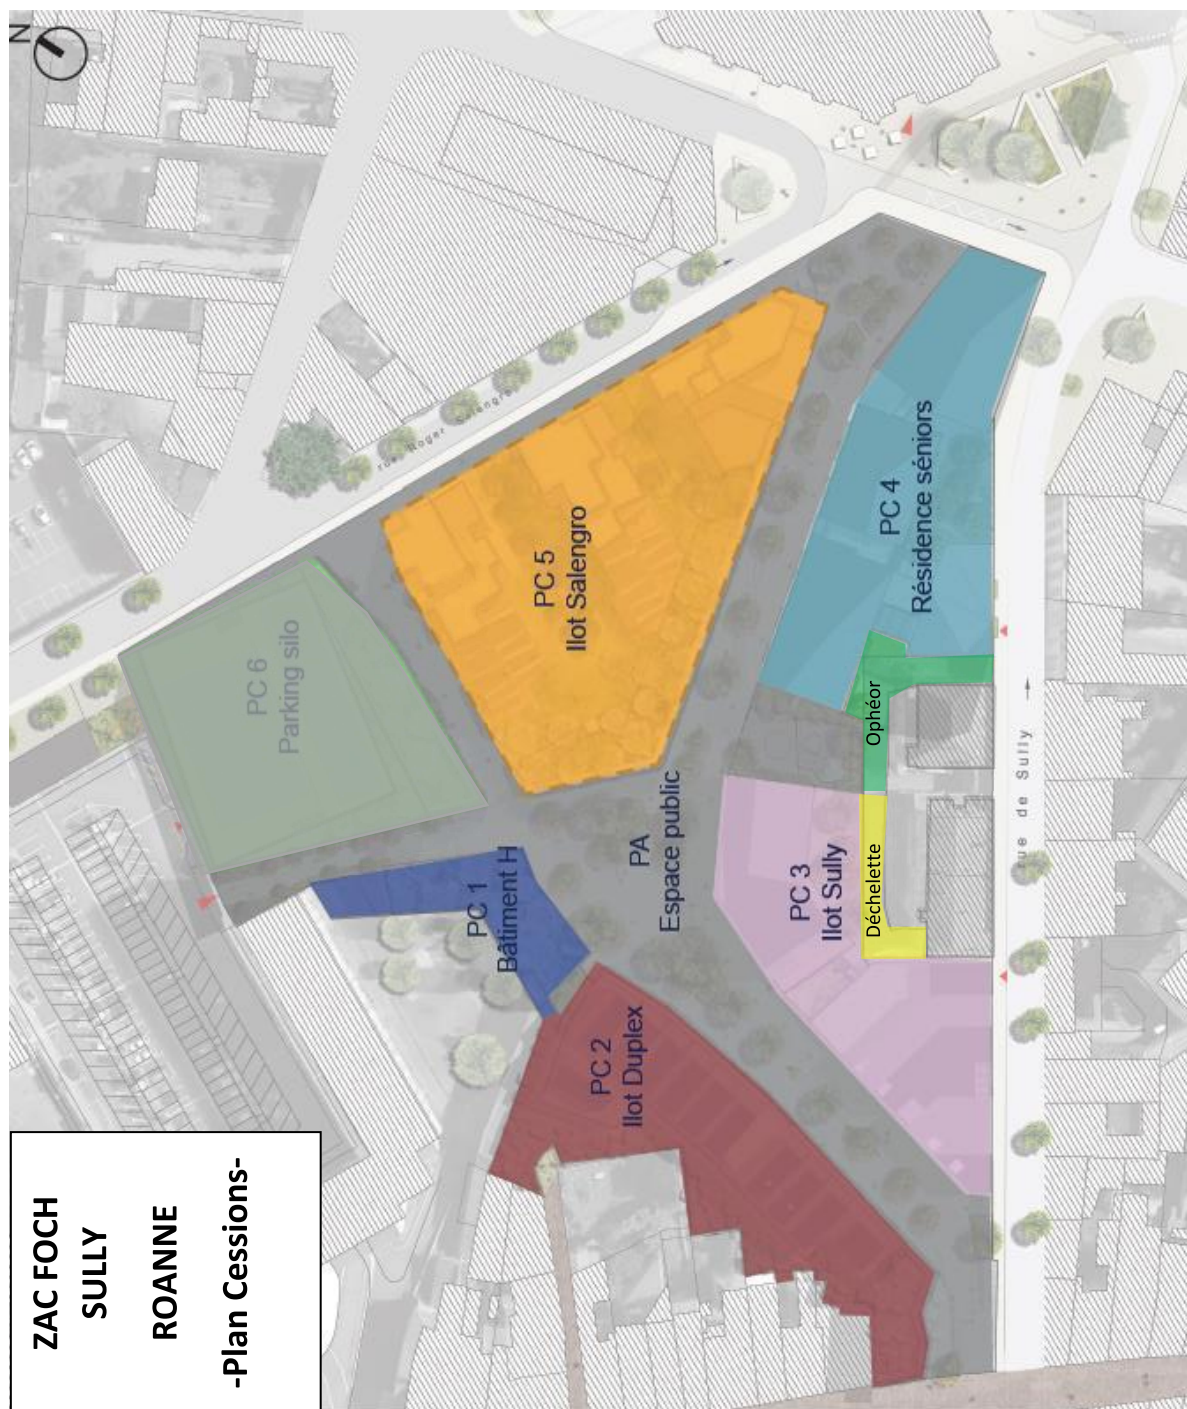 ZAC FOCH
SULLY
ROANNE
-Plan Cessions-
N
PC 6
Parking silo
PC 5
Ilot Salengro
PC 4
Résidence séniors
PC 1
Bâtiment H
PA
Espace public
PC 3
Ilot Sully
PC 2
Ilot Duplex
Ophéor
Déchelette
rue Roger Salengro
rue de Sully